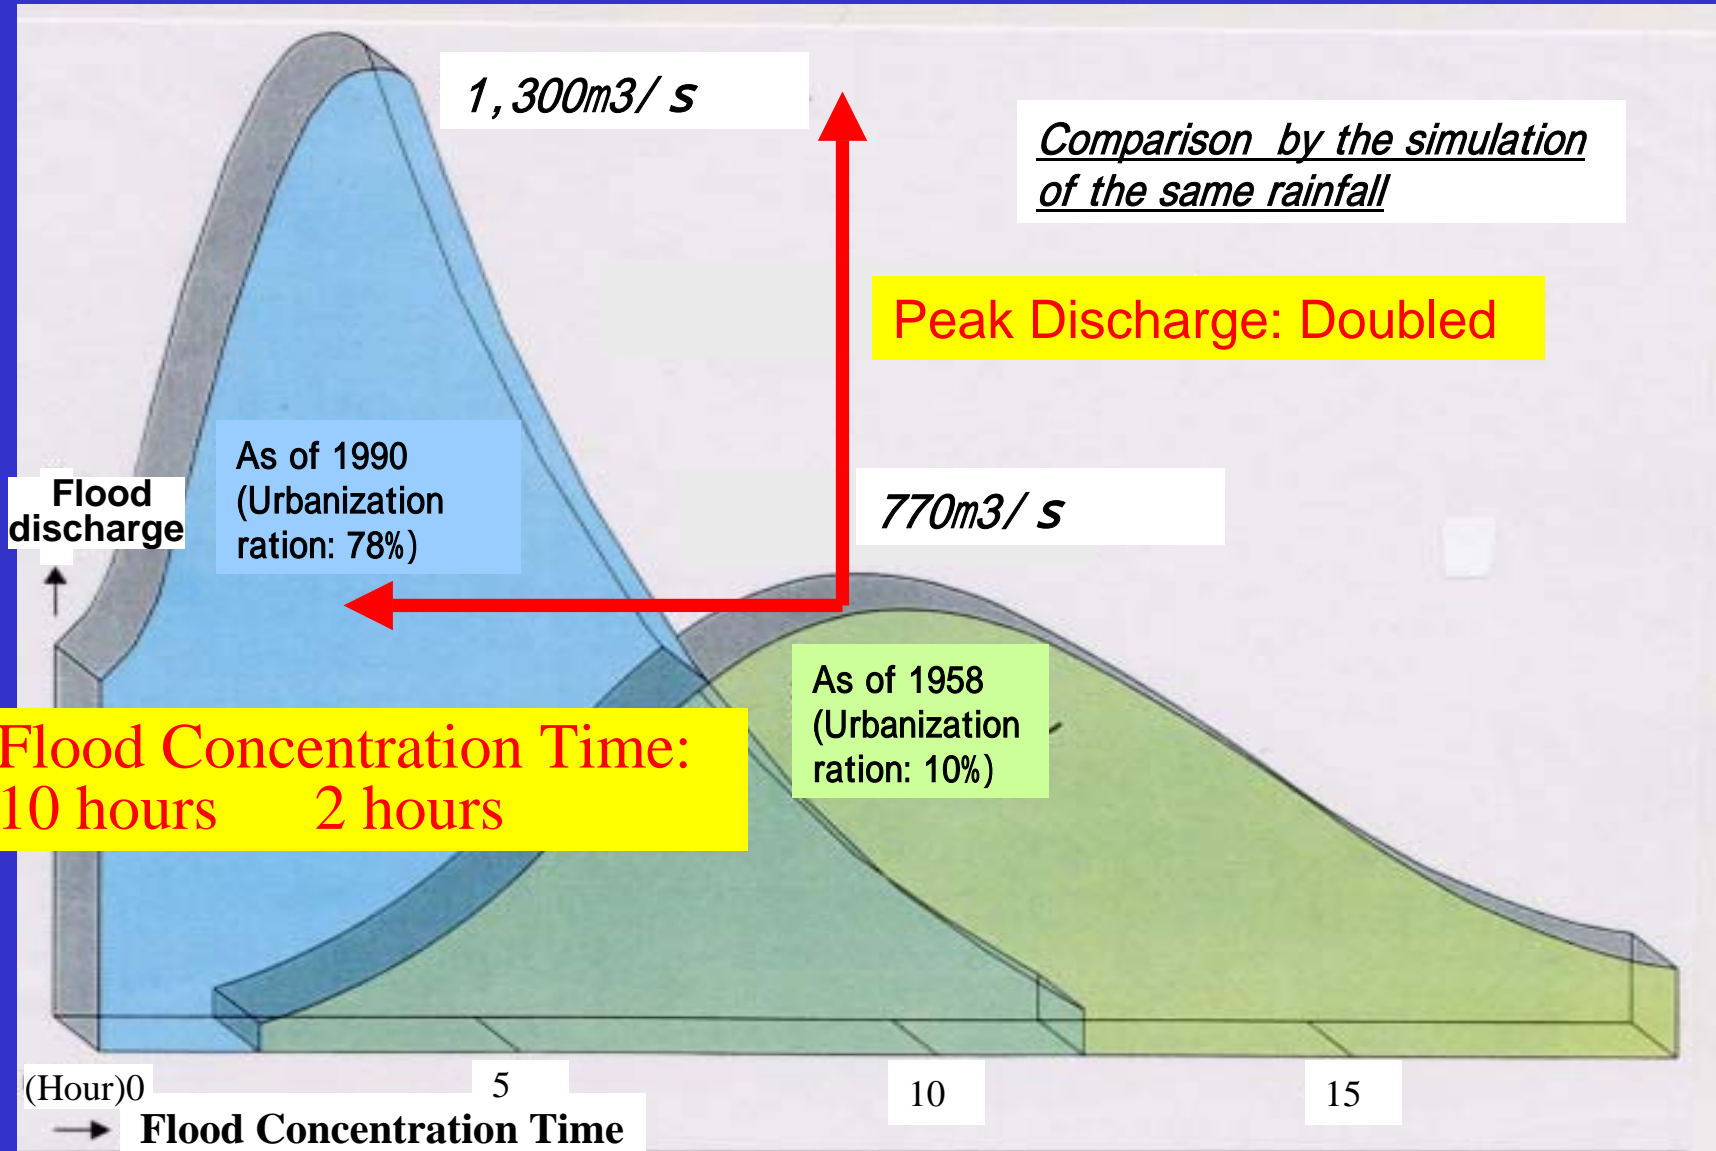 1,300m3/ s
Comparison by the simulation
of the same rainfall
Peak Discharge: Doubled
As of 1990
(Urbanization
ration: 78%)
Flood
discharge
770m3/ s
As of 1958
(Urbanization
ration: 10%)
Flood Concentration Time:
10 hours 2 hours
(Hour)0 5 10 15
Flood Concentration Time